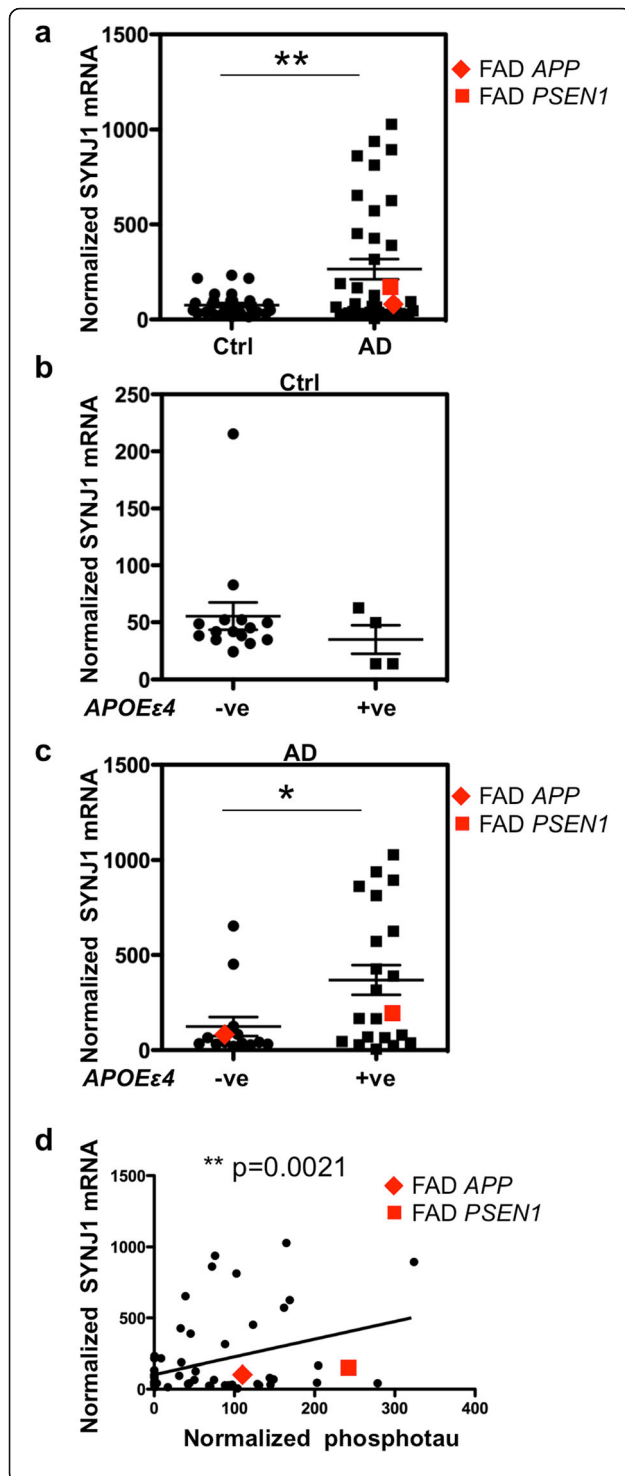 a
Normalized SYNJ1 mRNA
1500
1000
500
0
**
FAD APP
FAD PSEN1
Ctrl
AD
b
Ctrl
Normalized SYNJ1 mRNA
250
200
150
100
50
0
APOEε4
-ve
+ve
c
AD
Normalized SYNJ1 mRNA
1500
1000
500
0
*
FAD APP
FAD PSEN1
APOEε4
-ve
+ve
d
Normalized SYNJ1 mRNA
** p=0.0021
FAD APP
FAD PSEN1
1500
1000
500
0
0
100
200
300
400
Normalized phosphotau